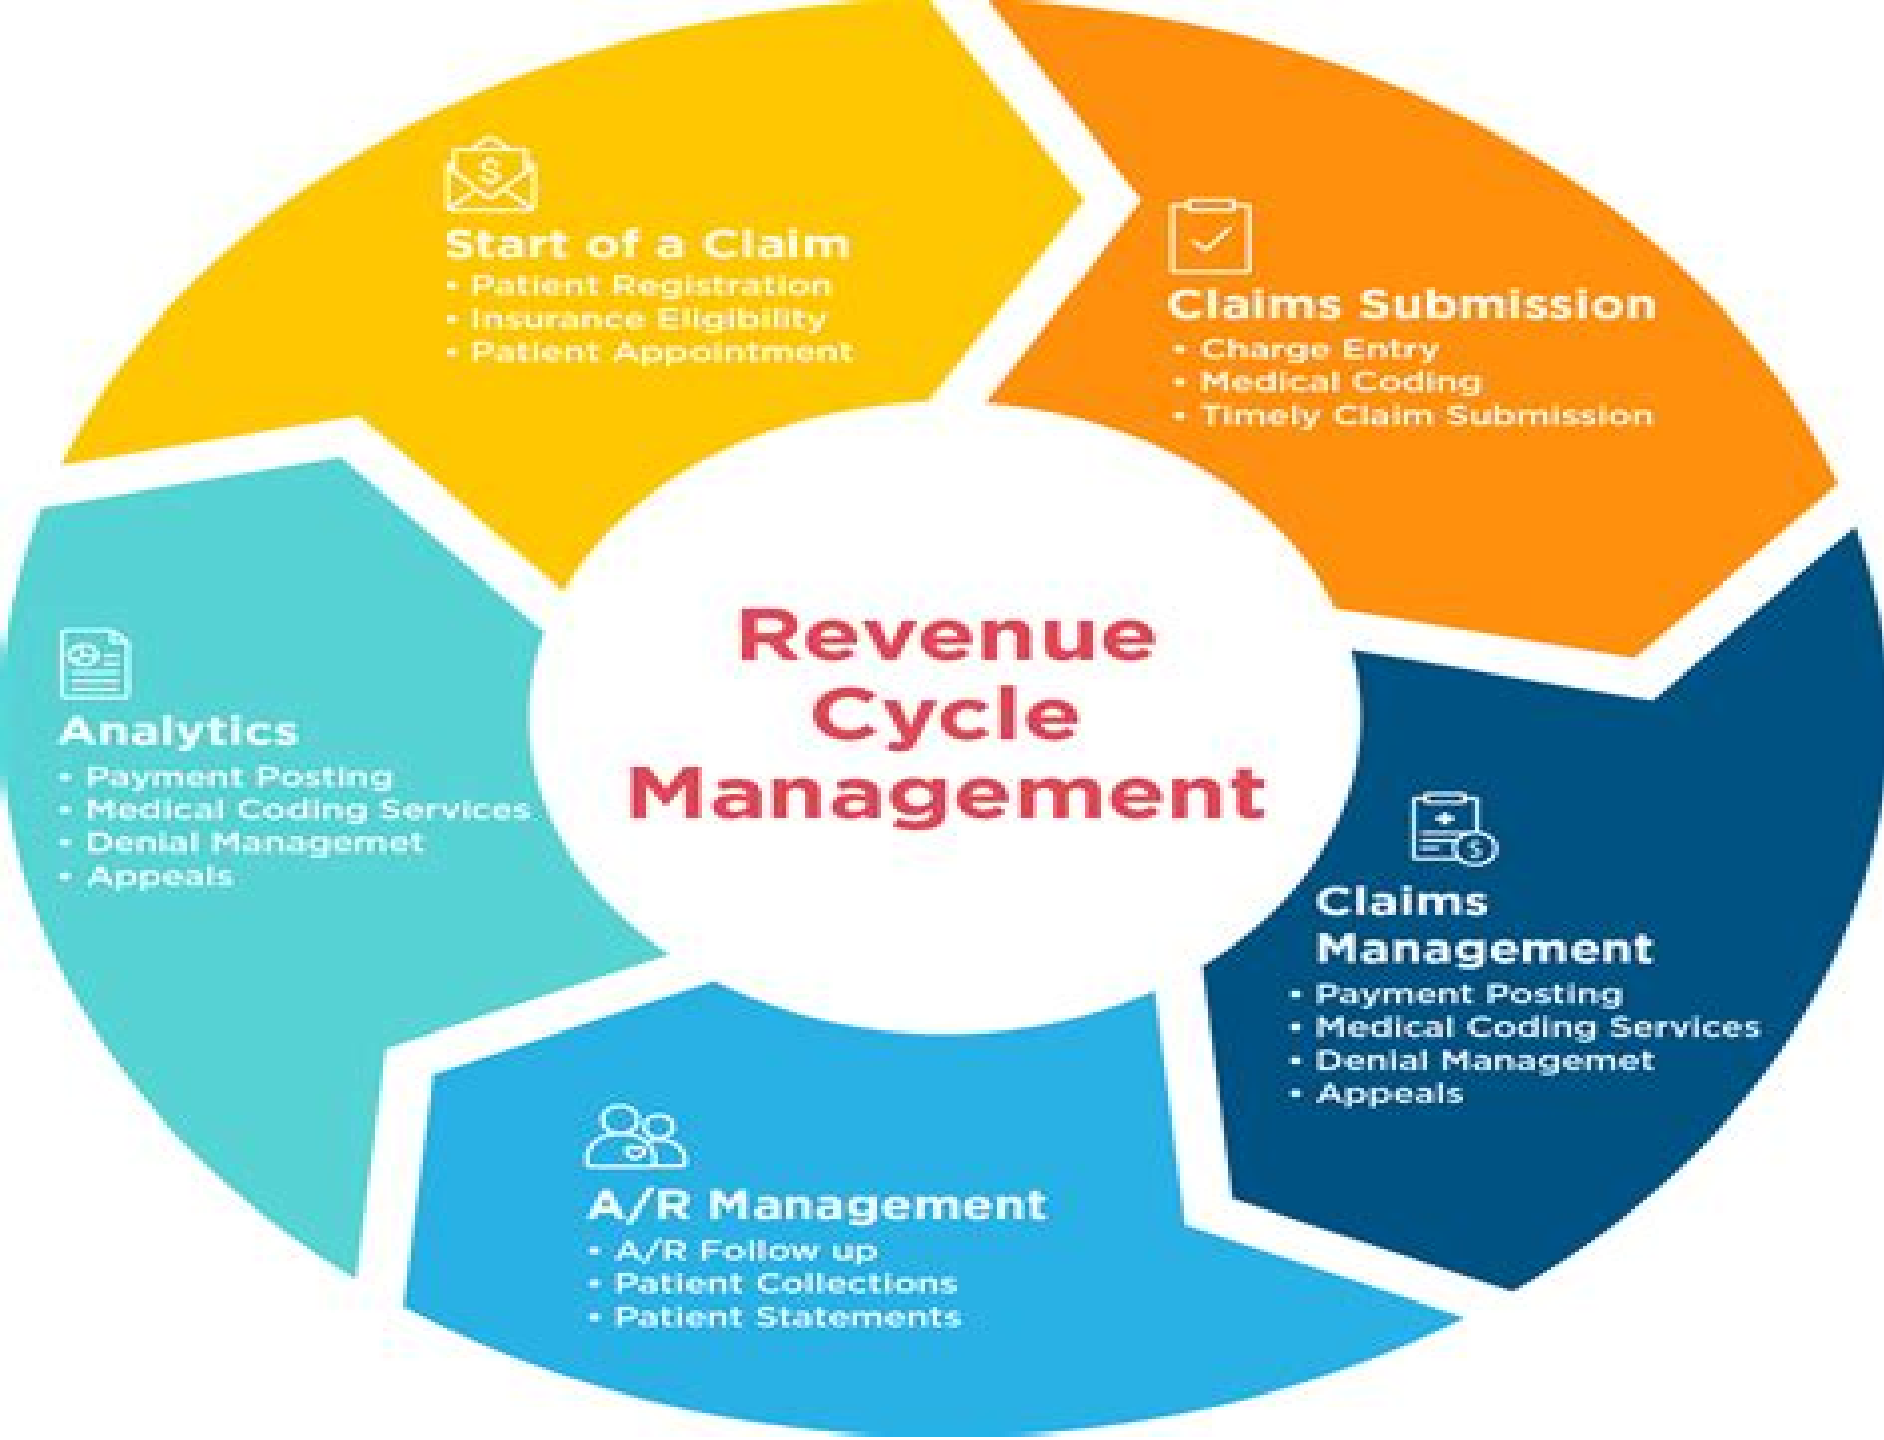 Start of a Claim
• Patient Registration
• Insurance Eligibility
• Patient Appointment
Claims Submission
• Charge Entry
• Medical Coding
• Timely Claim Submission
Revenue
Cycle
Management
Claims
Management
• Payment Posting
• Medical Coding Services
• Denial Managemet
• Appeals
A/R Management
• A/R Follow up
• Patient Collections
• Patient Statements
Analytics
• Payment Posting
• Medical Coding Services
• Denial Managemet
• Appeals